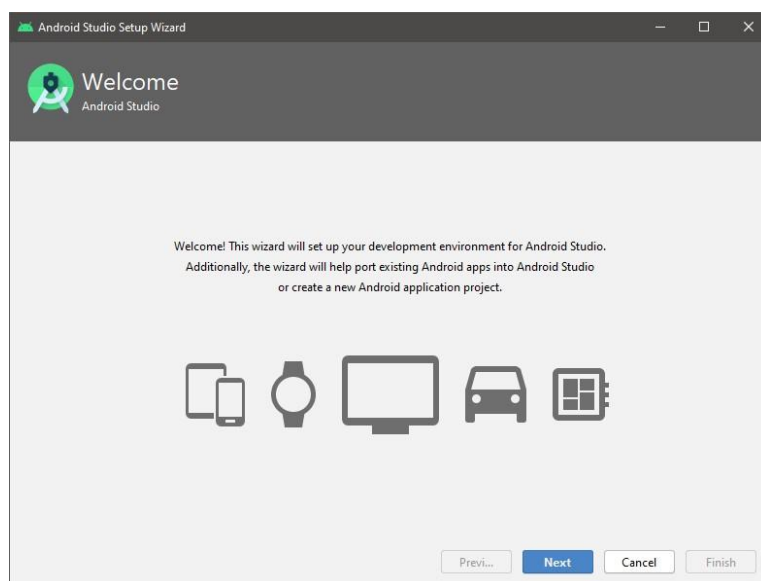 Android Studio Setup Wizard
Welcome
Android Studio
Welcome! This wizard will set up your development environment for Android Studio.
Additionally, the wizard will help port existing Android apps into Android Studio
or create a new Android application project.
Previ... Next Cancel Finish